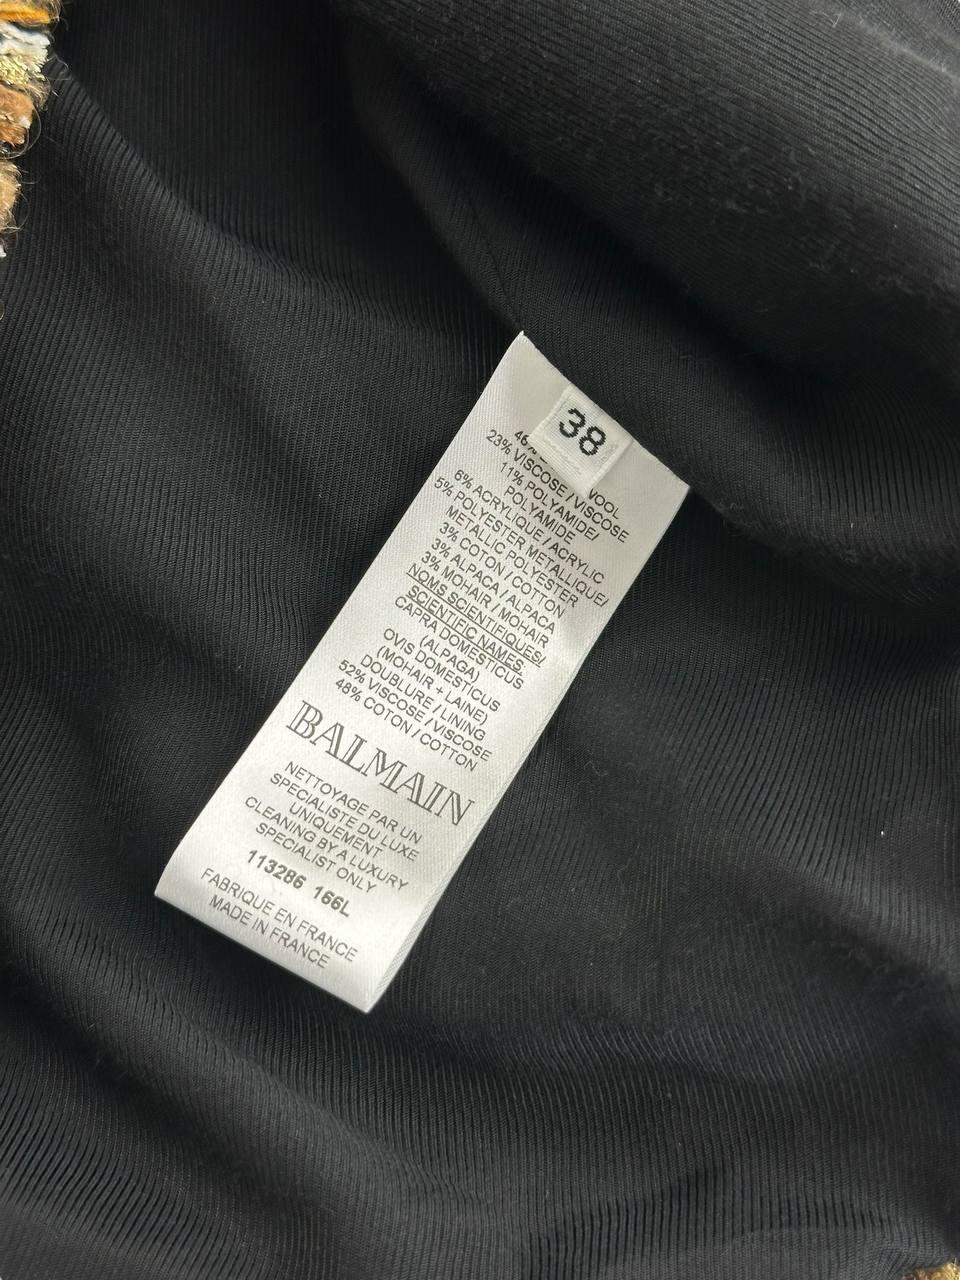 38
46%
WOOL
23% VISCOSE / VISCOSE
11% POLYAMIDE/
POLYAMIDE
6% ACRYLIQUE / ACRYLIC
5% POLYESTER METALLIQUE/
METALLIC POLYESTER
3% COTON / COTTON
3% ALPACA / ALPACA
3% MOHAIR / MOHAIR
NOMS SCIENTIFIQUES/
SCIENTIFIC NAMES.
CAPRA DOMESTICUS
(ALPAGA)
OVIS DOMESTICUS
(MOHAIR + LAINE)
DOUBLURE / LINING
52% VISCOSE / VISCOSE
48% COTON / COTTON
BALMAIN
NETTOYAGE PAR UN
SPECIALISTE DU LUXE
UNIQUEMENT
CLEANING BY A LUXURY
SPECIALIST ONLY
113286 166L
FABRIQUE EN FRANCE
MADE IN FRANCE